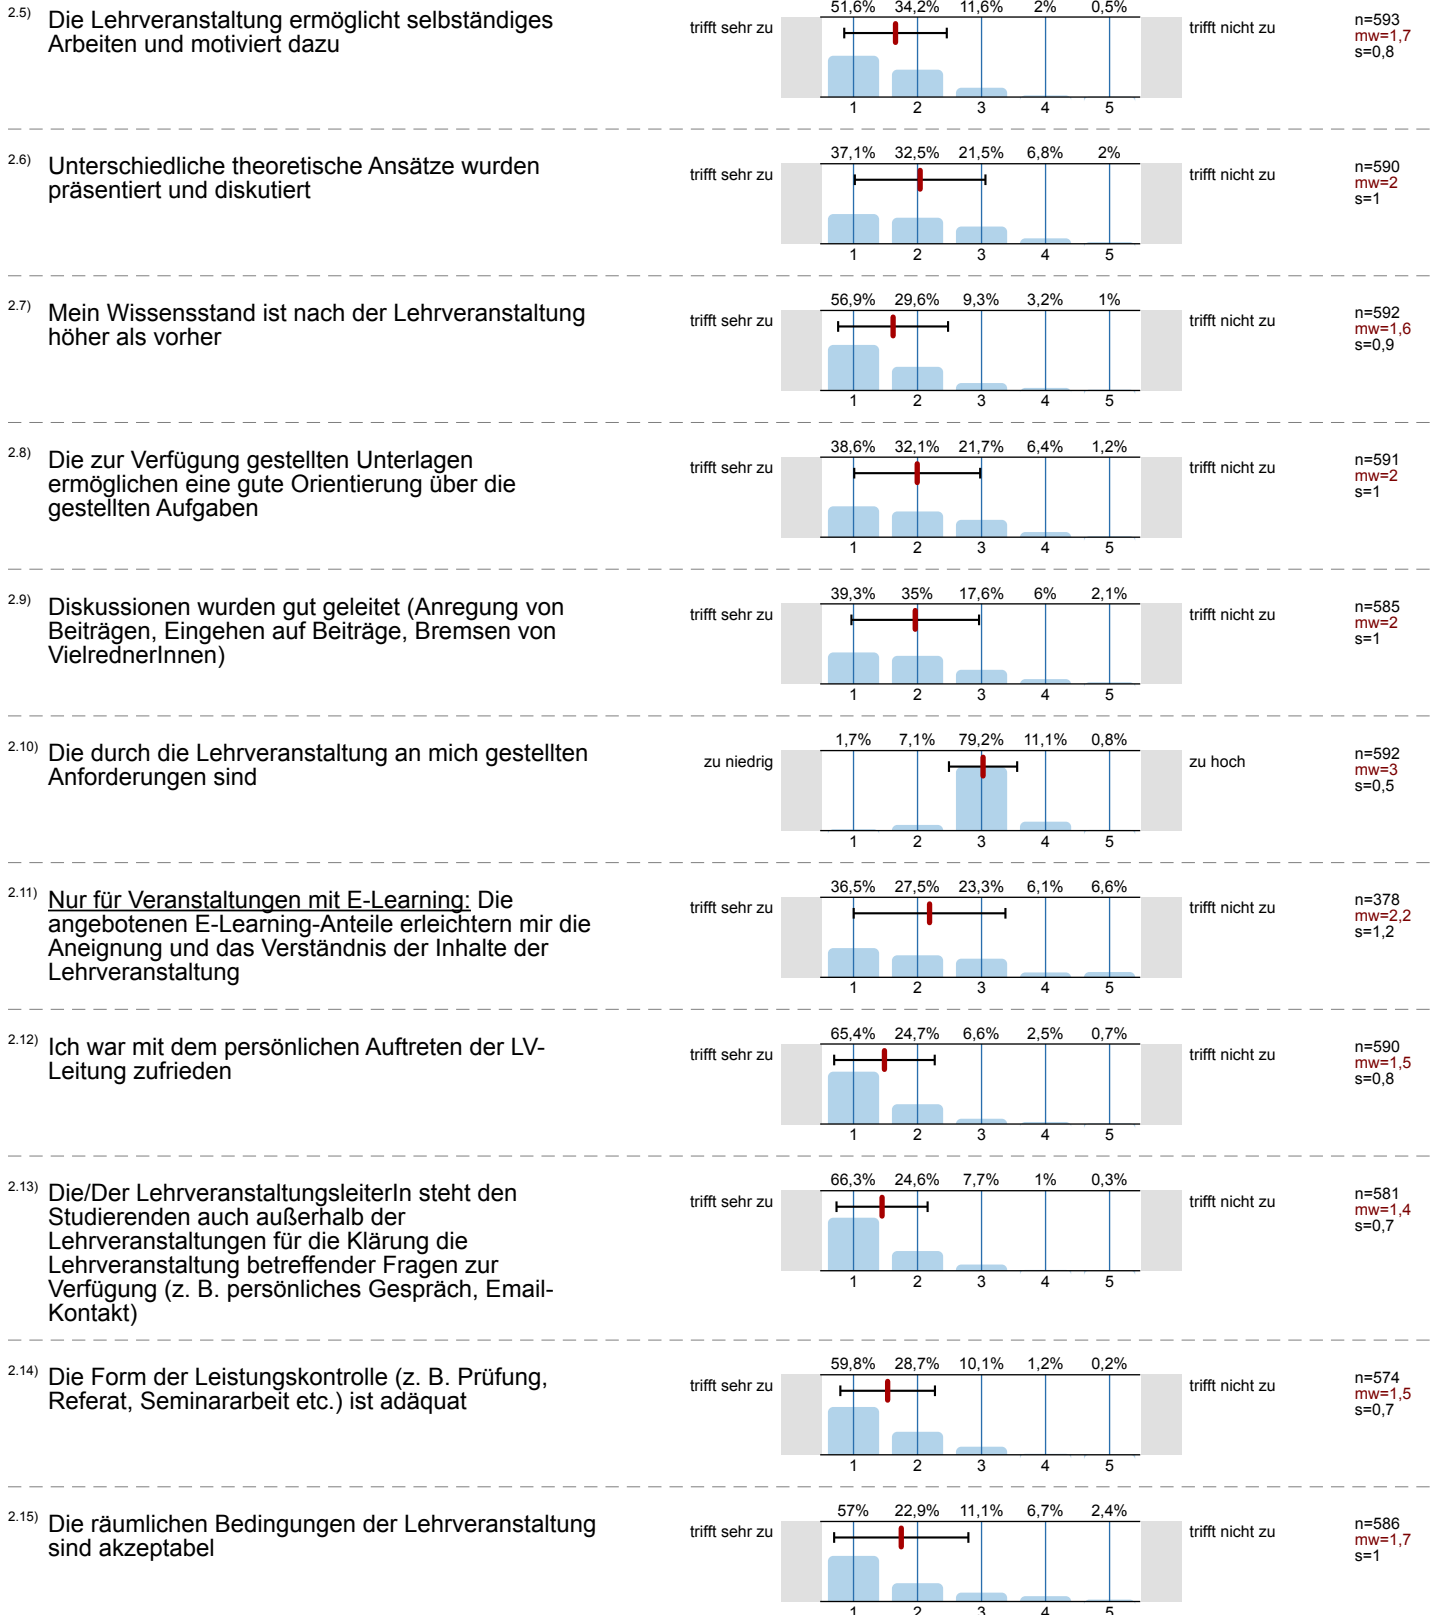 2.5) Die Lehrveranstaltung ermöglicht selbständiges
Arbeiten und motiviert dazu
51,6% 34,2% 11,6% 2% 0,5%
trifft sehr zu
trifft nicht zu
n=593
mw=1,7
s=0,8
1 2 3 4 5
2.6) Unterschiedliche theoretische Ansätze wurden
präsentiert und diskutiert
37,1% 32,5% 21,5% 6,8% 2%
trifft sehr zu
trifft nicht zu
n=590
mw=2
s=1
1 2 3 4 5
2.7) Mein Wissensstand ist nach der Lehrveranstaltung
höher als vorher
56,9% 29,6% 9,3% 3,2% 1%
trifft sehr zu
trifft nicht zu
n=592
mw=1,6
s=0,9
1 2 3 4 5
2.8) Die zur Verfügung gestellten Unterlagen
ermöglichen eine gute Orientierung über die
gestellten Aufgaben
38,6% 32,1% 21,7% 6,4% 1,2%
trifft sehr zu
trifft nicht zu
n=591
mw=2
s=1
1 2 3 4 5
2.9) Diskussionen wurden gut geleitet (Anregung von
Beiträgen, Eingehen auf Beiträge, Bremsen von
VielrednerInnen)
39,3% 35% 17,6% 6% 2,1%
trifft sehr zu
trifft nicht zu
n=585
mw=2
s=1
1 2 3 4 5
2.10) Die durch die Lehrveranstaltung an mich gestellten
Anforderungen sind
1,7% 7,1% 79,2% 11,1% 0,8%
zu niedrig
zu hoch
n=592
mw=3
s=0,5
1 2 3 4 5
2.11) Nur für Veranstaltungen mit E-Learning: Die
angebotenen E-Learning-Anteile erleichtern mir die
Aneignung und das Verständnis der Inhalte der
Lehrveranstaltung
36,5% 27,5% 23,3% 6,1% 6,6%
trifft sehr zu
trifft nicht zu
n=378
mw=2,2
s=1,2
1 2 3 4 5
2.12) Ich war mit dem persönlichen Auftreten der LV-
Leitung zufrieden
65,4% 24,7% 6,6% 2,5% 0,7%
trifft sehr zu
trifft nicht zu
n=590
mw=1,5
s=0,8
1 2 3 4 5
2.13) Die/Der LehrveranstaltungsleiterIn steht den
Studierenden auch außerhalb der
Lehrveranstaltungen für die Klärung die
Lehrveranstaltung betreffender Fragen zur
Verfügung (z. B. persönliches Gespräch, Email-
Kontakt)
66,3% 24,6% 7,7% 1% 0,3%
trifft sehr zu
trifft nicht zu
n=581
mw=1,4
s=0,7
1 2 3 4 5
2.14) Die Form der Leistungskontrolle (z. B. Prüfung,
Referat, Seminararbeit etc.) ist adäquat
59,8% 28,7% 10,1% 1,2% 0,2%
trifft sehr zu
trifft nicht zu
n=574
mw=1,5
s=0,7
1 2 3 4 5
2.15) Die räumlichen Bedingungen der Lehrveranstaltung
sind akzeptabel
57% 22,9% 11,1% 6,7% 2,4%
trifft sehr zu
trifft nicht zu
n=586
mw=1,7
s=1
1 2 3 4 5